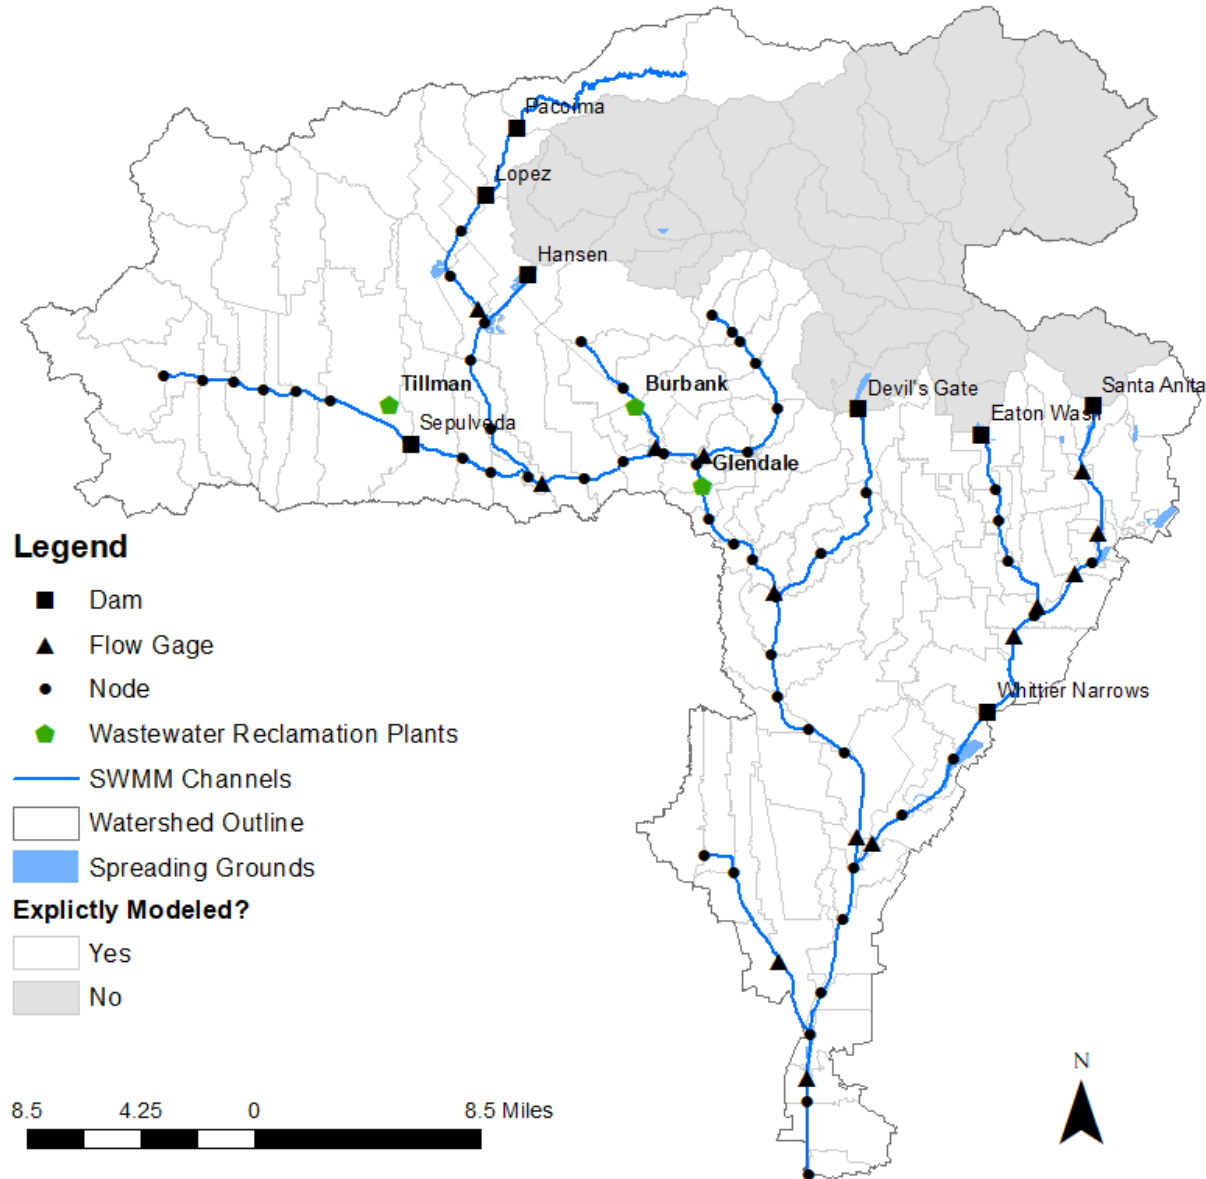 Pacoima
Lopez
Hansen
Tillman
Burbank
Devil's Gate
Santa Anita
Sepulveda
Eaton Wash
Glendale
Whittier Narrows
Legend
Dam
Flow Gage
Node
Wastewater Reclamation Plants
SWMM Channels
Watershed Outline
Spreading Grounds
Explictly Modeled?
Yes
No
N
8.5 4.25 0 8.5 Miles